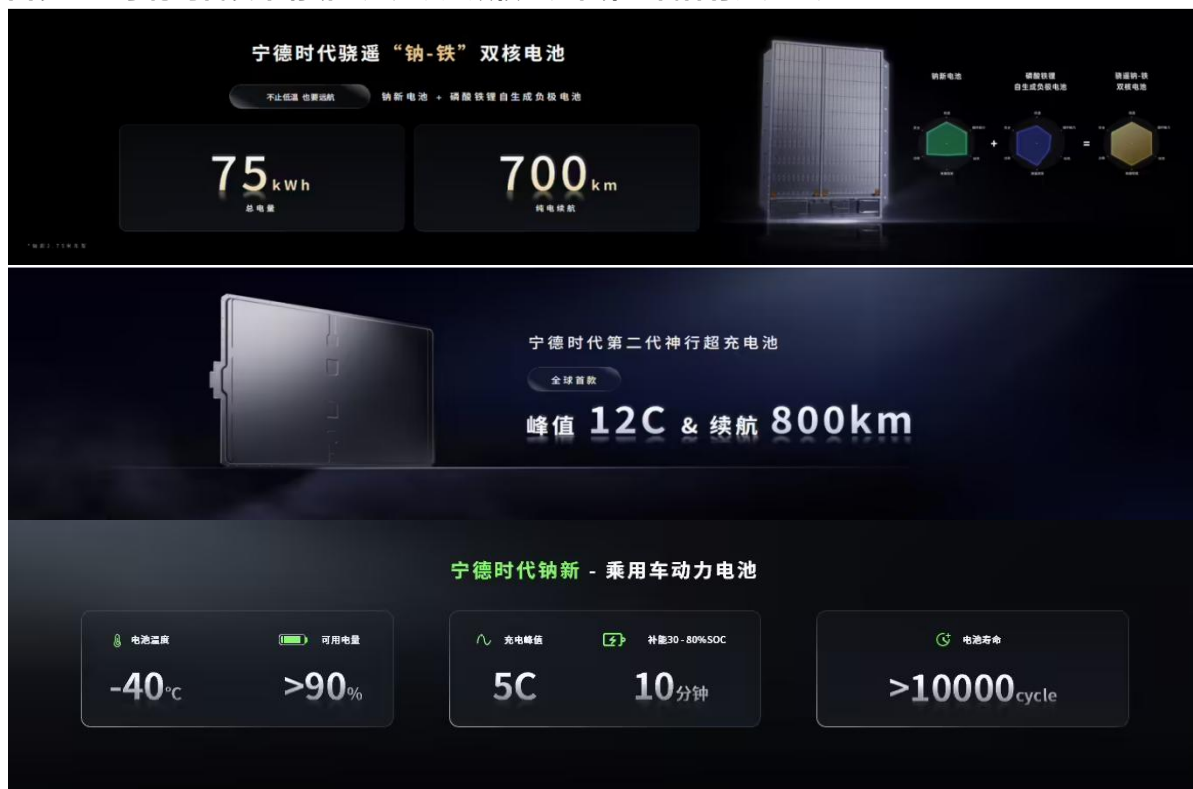 宁德时代骁遥“钠-铁”双核电池
不止低温 也要远航
钠新电池 + 磷酸铁锂自生成负极电池
75kWh
总电量
700km
纯电续航
钠新电池
磷酸铁锂
自生成负极电池
骁遥钠-铁
双核电池
+
=
宁德时代第二代神行超充电池
全球首款
峰值 12C & 续航 800km
宁德时代钠新 - 乘用车动力电池
电池温度
可用电量
充电峰值
补能30-80%SOC
电池寿命
-40℃
>90%
5C
10分钟
>10000cycle